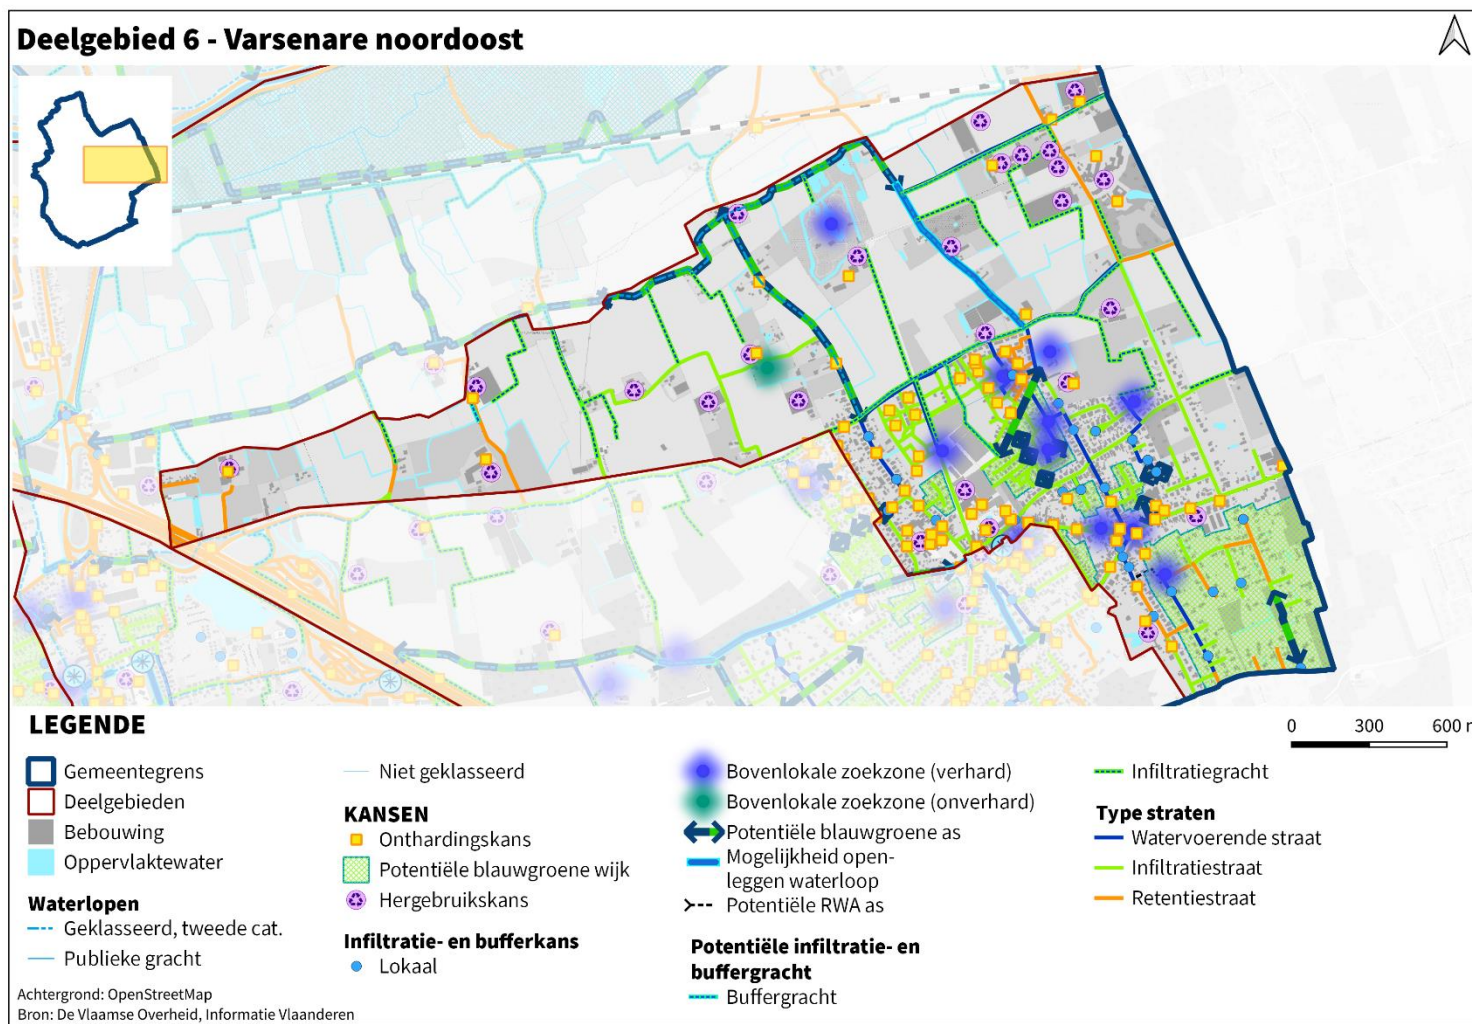 Deelgebied 6 - Varsenare noordoost
LEGENDE
Gemeentegrens
Deelgebieden
Bebouwing
Oppervlaktewater
Waterlopen
Geklasseerd, tweede cat.
Publieke gracht
Niet geklasseerd
KANSEN
Onthardingskans
Potentiële blauwgroene wijk
Hergebruikskans
Infiltratie- en bufferkans
Lokaal
Bovenlokale zoekzone (verhard)
Bovenlokale zoekzone (onverhard)
Potentiële blauwgroene as
Mogelijkheid open-
leggen waterloop
Potentiële RWA as
Potentiële infiltratie- en
buffergracht
Buffergracht
0 300 600 m
Infiltratiegracht
Type straten
Watervoerende straat
Infiltratiestraat
Retentiestraat
Achtergrond: OpenStreetMap
Bron: De Vlaamse Overheid, Informatie Vlaanderen